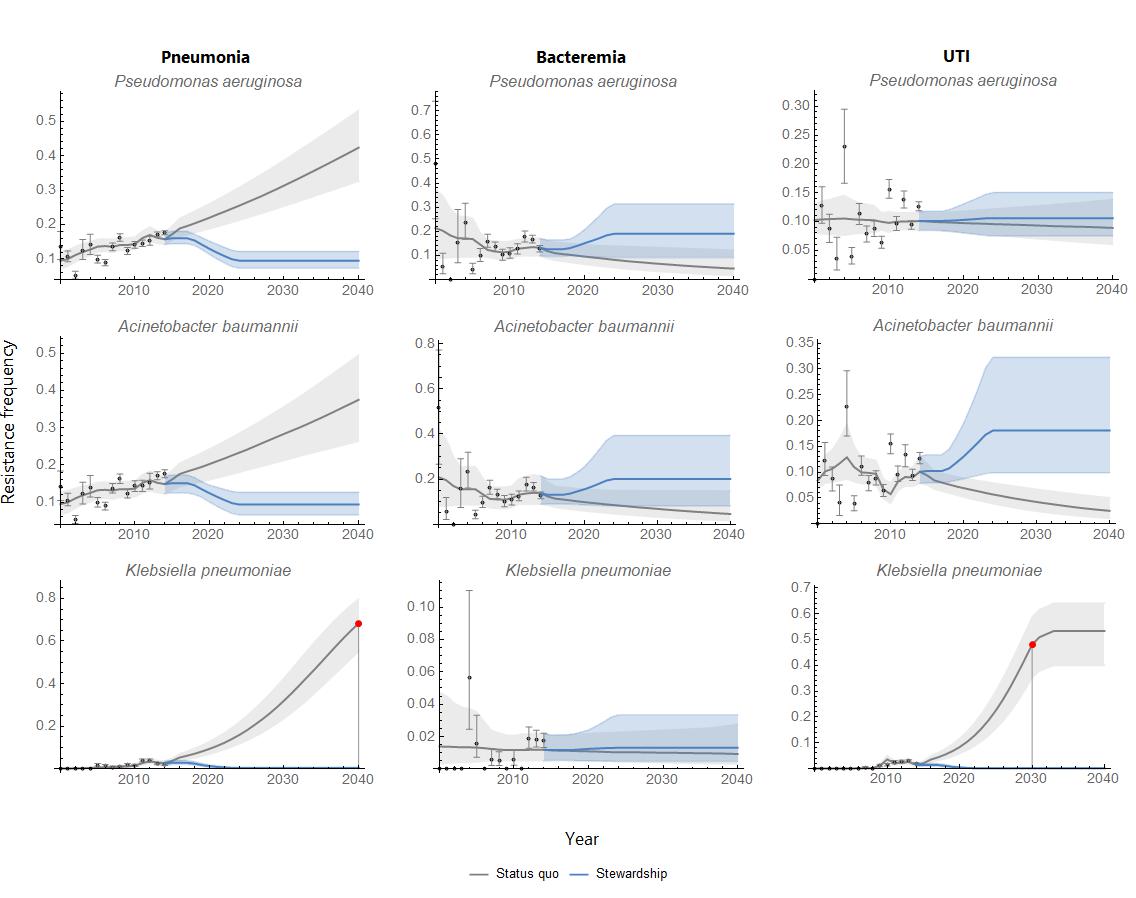 Pneumonia
Bacteremia
UTI
Pseudomonas aeruginosa
Pseudomonas aeruginosa
Pseudomonas aeruginosa
0.5
0.4
0.3
0.2
0.1
2010 2020 2030 2040
0.7
0.6
0.5
0.4
0.3
0.2
0.1
2010 2020 2030 2040
0.30
0.25
0.20
0.15
0.10
0.05
2010 2020 2030 2040
Resistance frequency
Acinetobacter baumannii
Acinetobacter baumannii
Acinetobacter baumannii
0.5
0.4
0.3
0.2
0.1
2010 2020 2030 2040
0.8
0.6
0.4
0.2
2010 2020 2030 2040
0.35
0.30
0.25
0.20
0.15
0.10
0.05
2010 2020 2030 2040
Klebsiella pneumoniae
Klebsiella pneumoniae
Klebsiella pneumoniae
0.8
0.6
0.4
0.2
2010 2020 2030 2040
0.10
0.08
0.06
0.04
0.02
2010 2020 2030 2040
0.7
0.6
0.5
0.4
0.3
0.2
0.1
2010 2020 2030 2040
Year
Status quo Stewardship